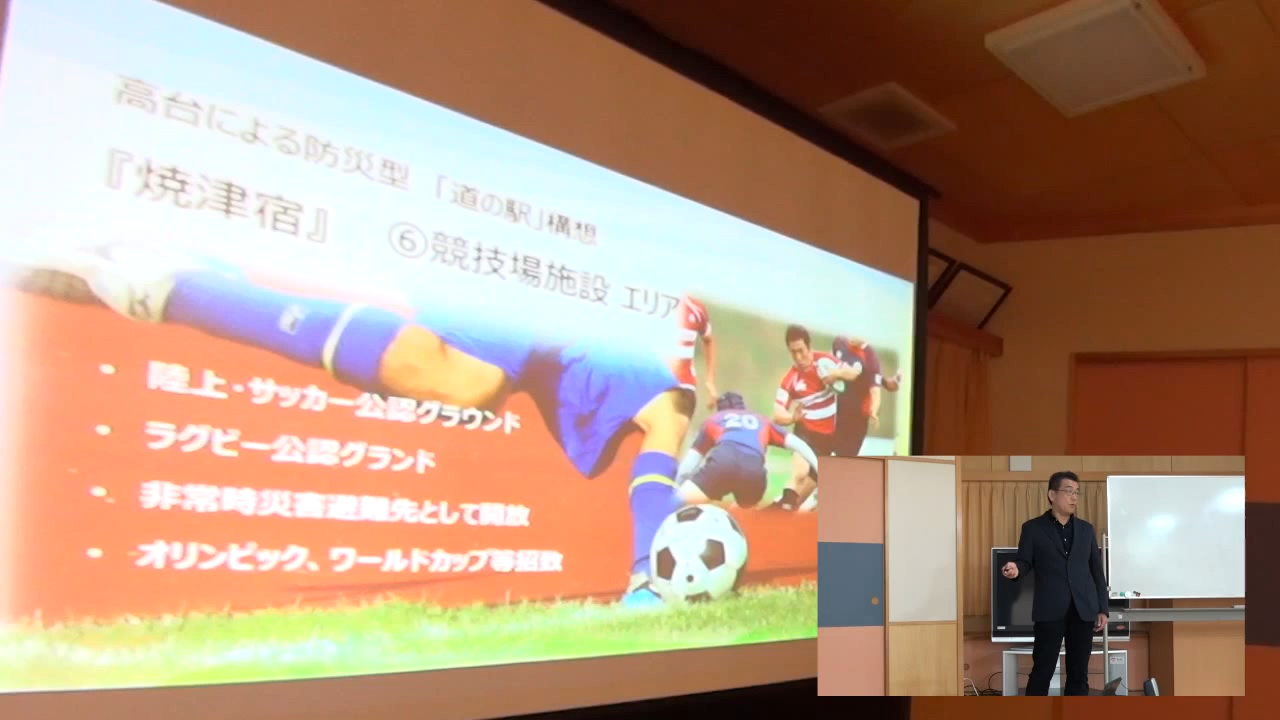 高台による防災型 「道の駅」構想
『焼津宿』 ⑥競技場施設 エリア
• 陸上・サッカー公認グラウンド
• ラグビー公認グランド
• 非常時災害避難先として開放
• オリンピック、ワールドカップ等招致
20